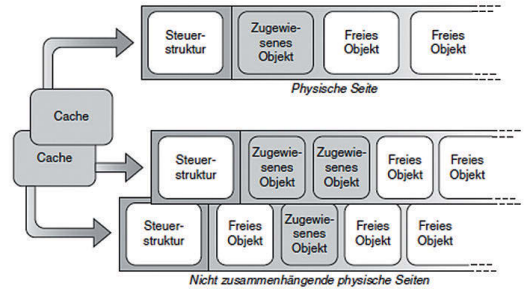 Steuer-
struktur
Zugewie-
senes
Objekt
Freies
Objekt
Freies
Objekt
Physische Seite
Cache
Cache
Steuer-
struktur
Zugewie-
senes
Objekt
Zugewie-
senes
Objekt
Freies
Objekt
Freies
Objekt
Steuer-
struktur
Freies
Objekt
Zugewie-
senes
Objekt
Freies
Objekt
Freies
Objekt
Nicht zusammenhängende physische Seiten